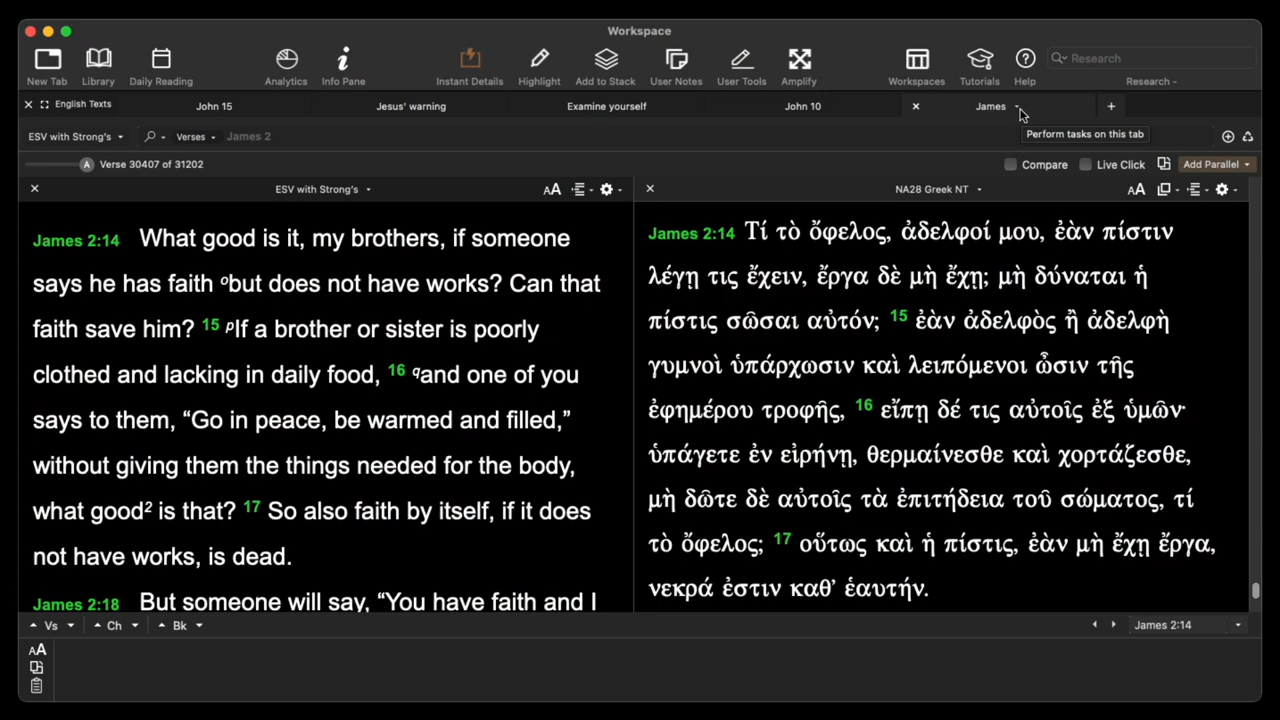 Workspace
New Tab Library Daily Reading Analytics Info Pane Instant Details Highlight Add to Stack User Notes User Tools Amplify Workspaces Tutorials Help Research
Research
English Texts John 15 Jesus' warning Examine yourself John 10 James
ESV with Strong's Verses James 2 Perform tasks on this tab
A Verse 30407 of 31202 Compare Live Click Add Parallel
ESV with Strong's AA
James 2:14 What good is it, my brothers, if someone
says he has faith obut does not have works? Can that
faith save him? 15 pIf a brother or sister is poorly
clothed and lacking in daily food, 16 qand one of you
says to them, “Go in peace, be warmed and filled,”
without giving them the things needed for the body,
what good2 is that? 17 So also faith by itself, if it does
not have works, is dead.
James 2:18 But someone will say, “You have faith and I
NA28 Greek NT AA
James 2:14 Τί τὸ ὄφελος, ἀδελφοί μου, ἐὰν πίστιν
λέγῃ τις ἔχειν, ἔργα δὲ μὴ ἔχῃ; μὴ δύναται ἡ
πίστις σῶσαι αὐτόν; 15 ἐὰν ἀδελφὸς ἢ ἀδελφὴ
γυμνοὶ ὑπάρχωσιν καὶ λειπόμενοι ὦσιν τῆς
ἐφημέρου τροφῆς, 16 εἴπῃ δέ τις αὐτοῖς ἐξ ὑμῶν·
ὑπάγετε ἐν εἰρήνῃ, θερμαίνεσθε καὶ χορτάζεσθε,
μὴ δῶτε δὲ αὐτοῖς τὰ ἐπιτήδεια τοῦ σώματος, τί
τὸ ὄφελος; 17 οὕτως καὶ ἡ πίστις, ἐὰν μὴ ἔχῃ ἔργα,
νεκρά ἐστιν καθ’ ἑαυτήν.
Vs Ch Bk James 2:14
AA